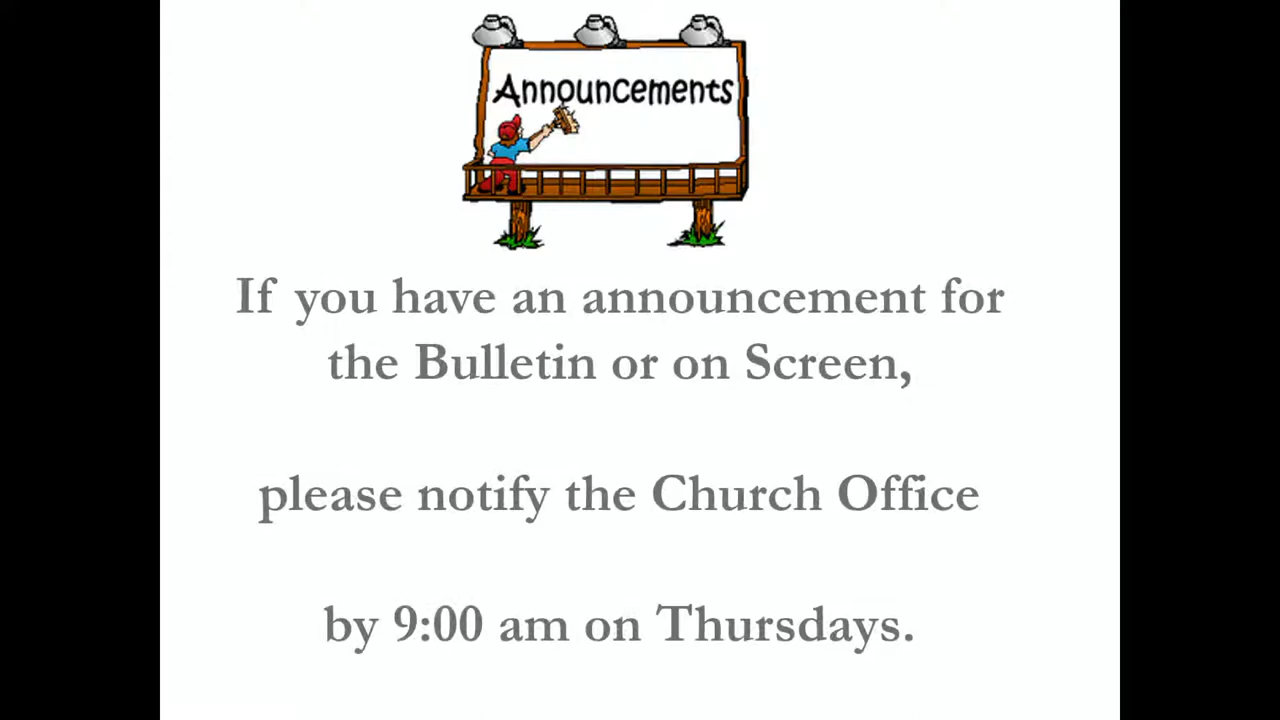 Announcements
If you have an announcement for
the Bulletin or on Screen,
please notify the Church Office
by 9:00 am on Thursdays.